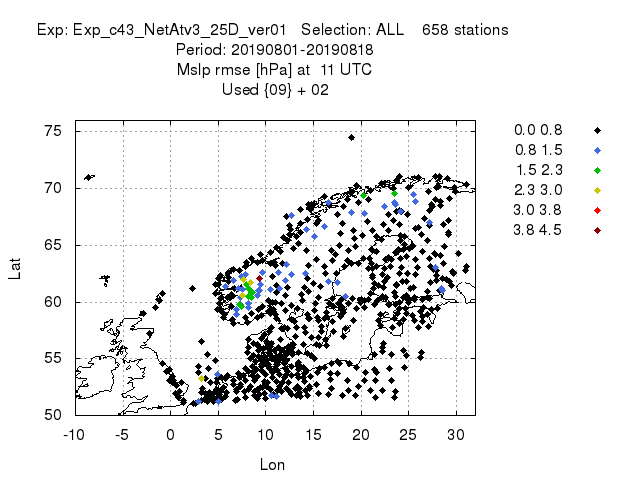 Exp: Exp_c43_NetAtv3_25D_ver01 Selection: ALL 658 stations
Period: 20190801-20190818
Mslp rmse [hPa] at 11 UTC
Used {09} + 02
0.0 0.8
0.8 1.5
1.5 2.3
2.3 3.0
3.0 3.8
3.8 4.5
Lat
75
70
65
60
55
50
-10 -5 0 5 10 15 20 25 30
Lon